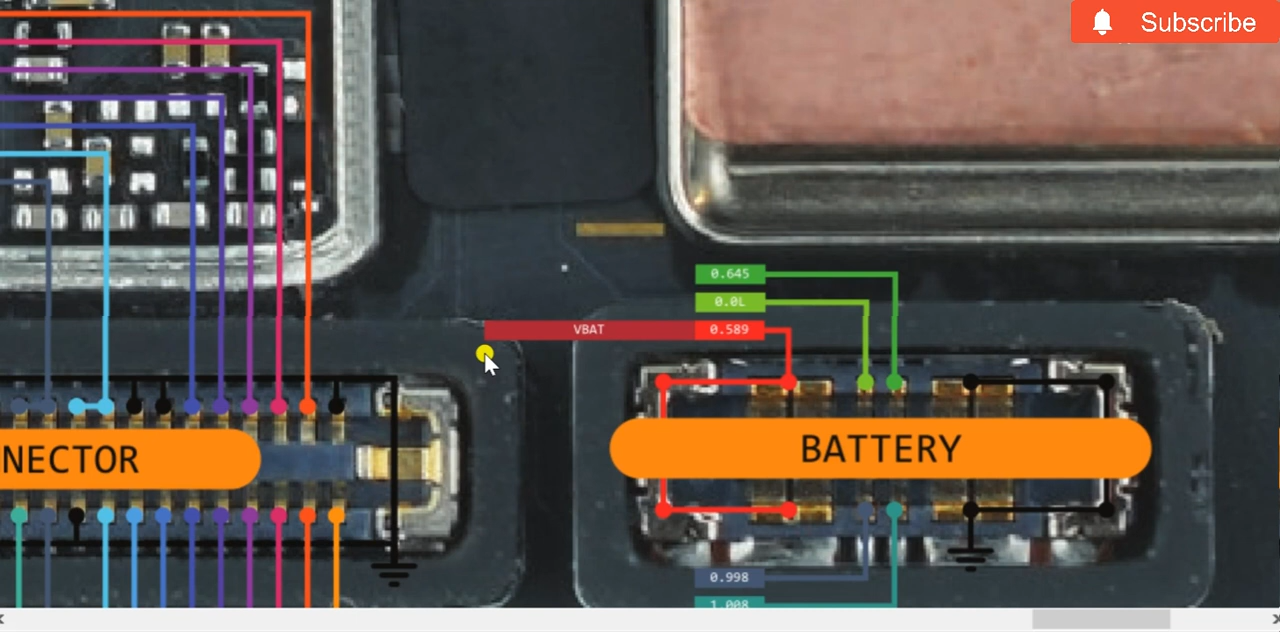 Subscribe
0.645
0.0L
VBAT 0.589
NECTOR
BATTERY
0.998
1.008